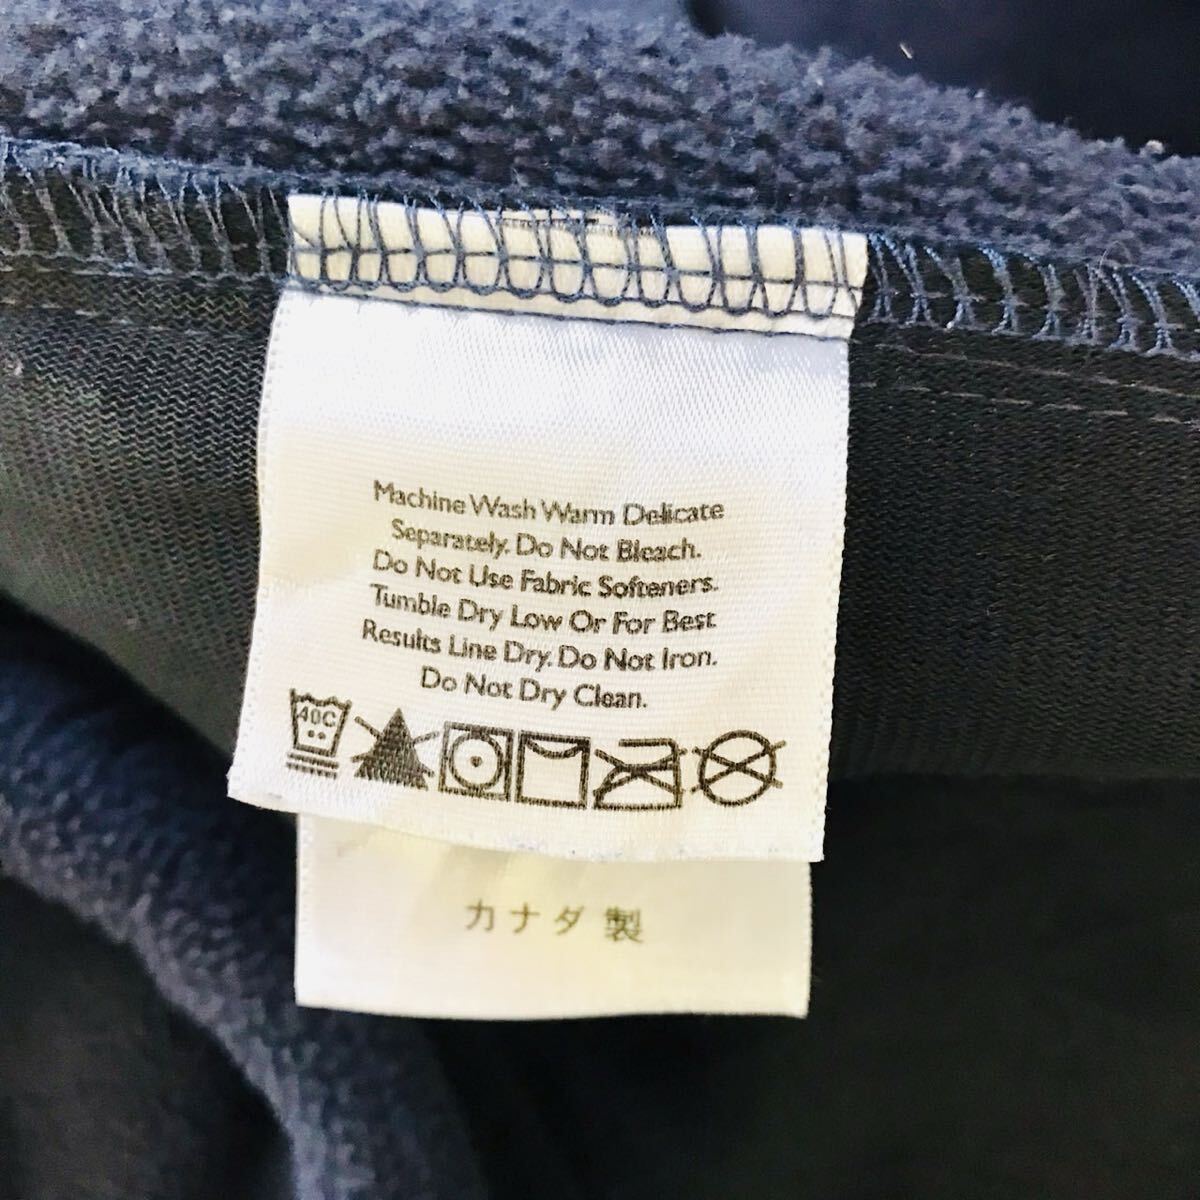 Machine Wash Warm Delicate
Separately. Do Not Bleach.
Do Not Use Fabric Softeners.
Tumble Dry Low Or For Best
Results Line Dry. Do Not Iron.
Do Not Dry Clean.
40C
カナダ製